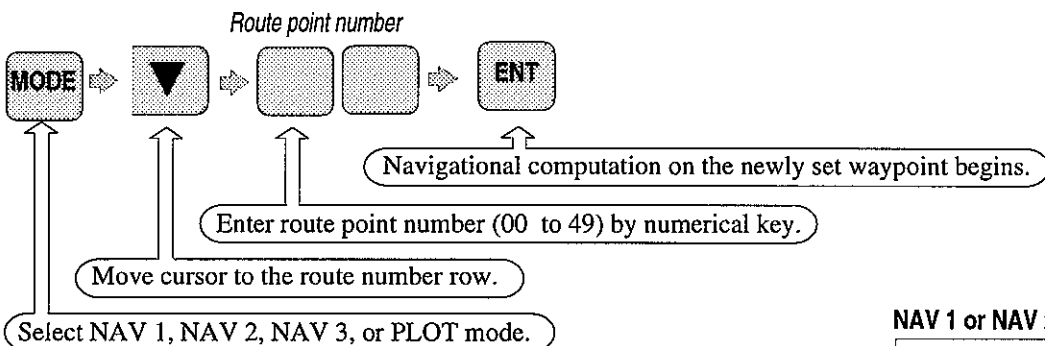 Route point number
MODE ▼ ENT
Navigational computation on the newly set waypoint begins.
Enter route point number (00 to 49) by numerical key.
Move cursor to the route number row.
Select NAV 1, NAV 2, NAV 3, or PLOT mode.
NAV 1 or NAV